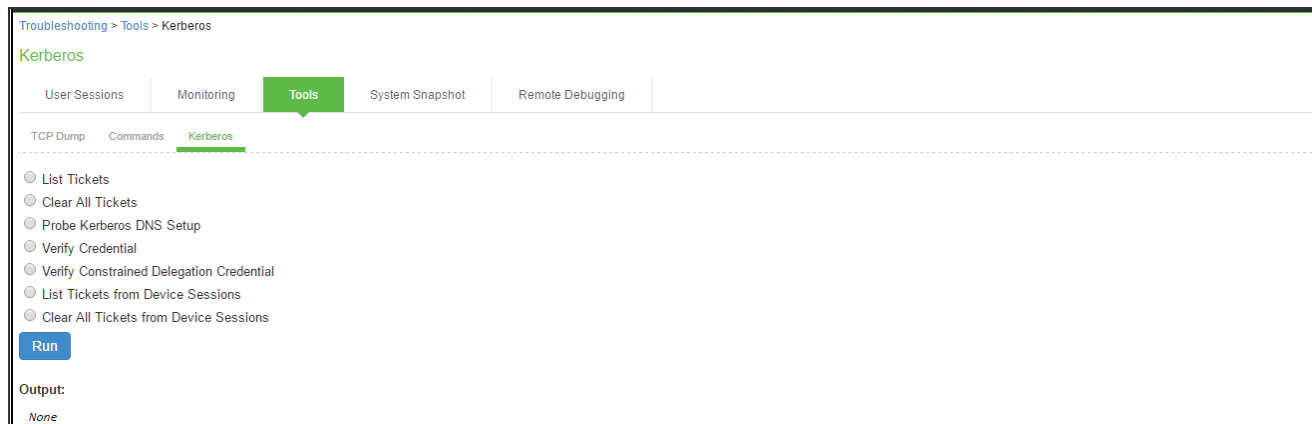 Troubleshooting > Tools > Kerberos
Kerberos
User Sessions Monitoring Tools System Snapshot Remote Debugging
TCP Dump Commands Kerberos
List Tickets
Clear All Tickets
Probe Kerberos DNS Setup
Verify Credential
Verify Constrained Delegation Credential
List Tickets from Device Sessions
Clear All Tickets from Device Sessions
Run
Output:
None